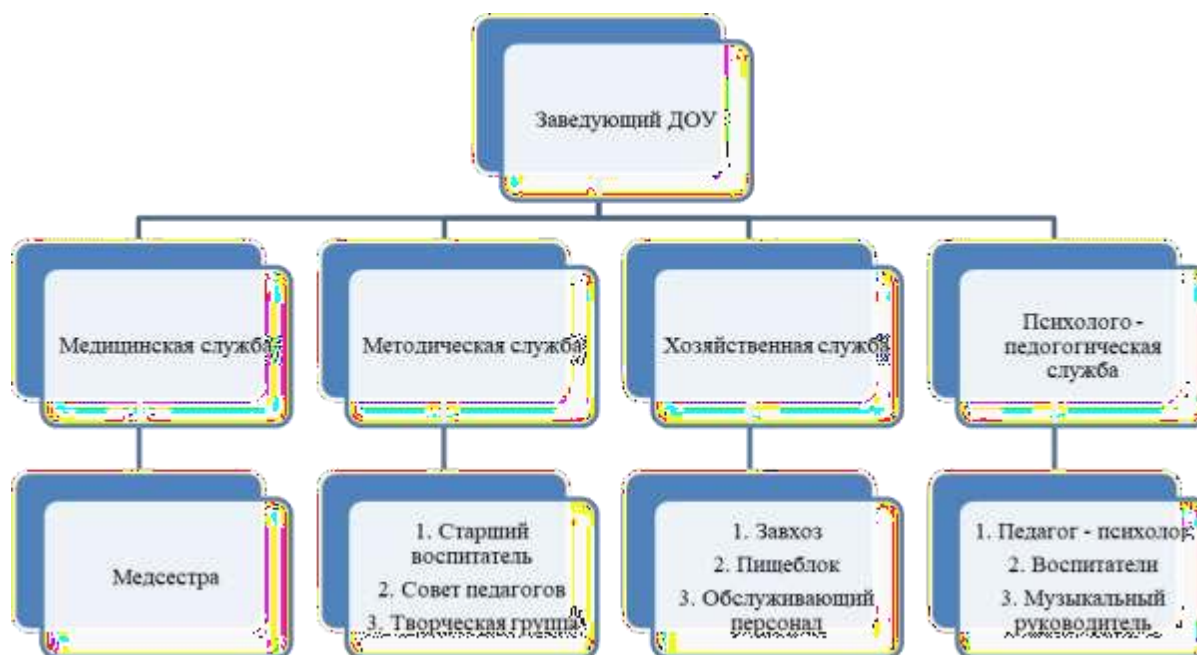 Заведующий ДОУ
Медицинская служба
Методическая служба
Хозяйственная служба
Психолого -
педогогическая
служба
Медсестра
1. Старший
воспитатель
2. Совет педагогов
3. Творческая группа
1. Завхоз
2. Пищеблок
3. Обслуживающий
персонал
1. Педагог - психолог
2. Воспитатели
3. Музыкальный
руководитель